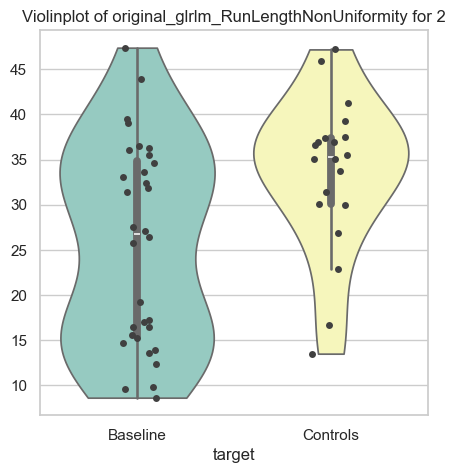 Violinplot of original_glrlm_RunLengthNonUniformity for 2
45
40
35
30
25
20
15
10
Baseline Controls
target